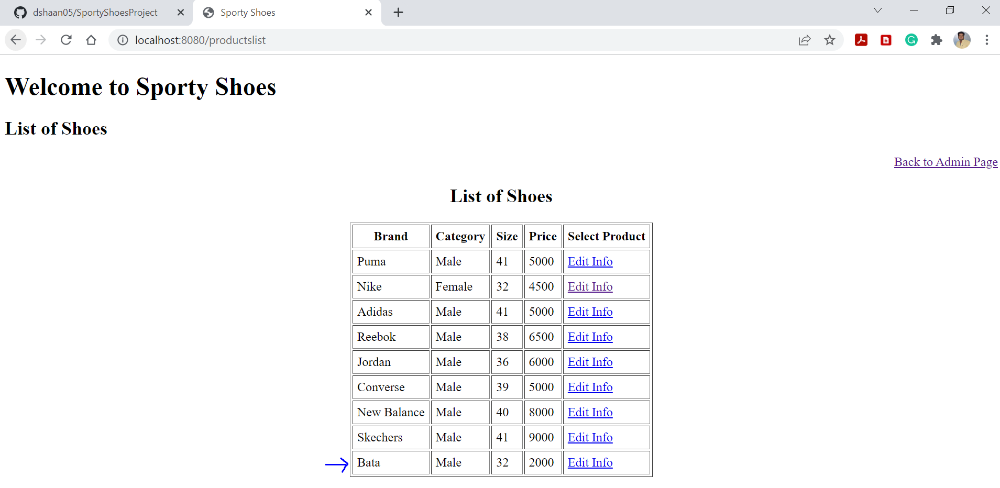 dshaan05/SportyShoesProject Sporty Shoes
localhost:8080/productslist
Welcome to Sporty Shoes
List of Shoes
Back to Admin Page
List of Shoes
Brand Category Size Price Select Product
Puma Male 41 5000 Edit Info
Nike Female 32 4500 Edit Info
Adidas Male 41 5000 Edit Info
Reebok Male 38 6500 Edit Info
Jordan Male 36 6000 Edit Info
Converse Male 39 5000 Edit Info
New Balance Male 40 8000 Edit Info
Skechers Male 41 9000 Edit Info
Bata Male 32 2000 Edit Info